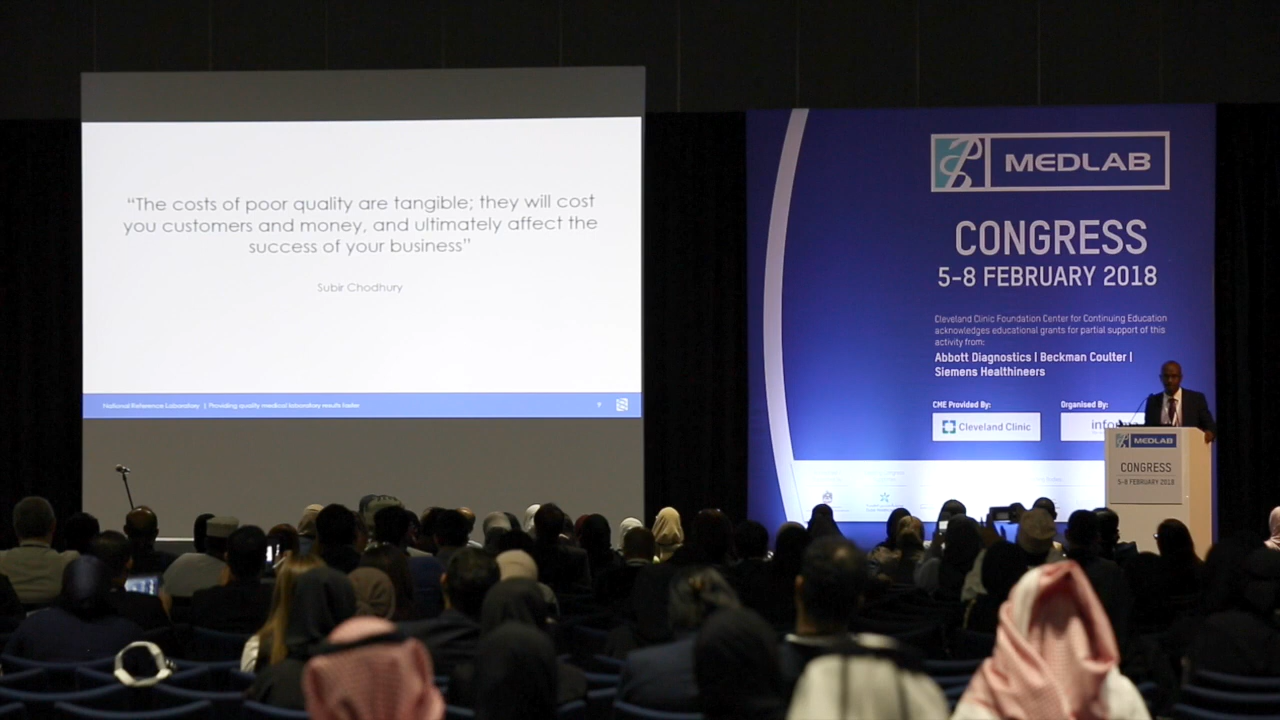 “The costs of poor quality are tangible; they will cost
you customers and money, and ultimately affect the
success of your business”
Subir Chodhury
National Reference Laboratory | Providing quality medical laboratory results faster
7
MEDLAB
CONGRESS
5-8 FEBRUARY 2018
Cleveland Clinic Foundation Center for Continuing Education
acknowledges educational grants for partial support of this
activity from:
Abbott Diagnostics | Beckman Coulter |
Siemens Healthineers
CME Provided By:
Organised By:
Cleveland Clinic
MEDLAB
CONGRESS
5-8 FEBRUARY 2018